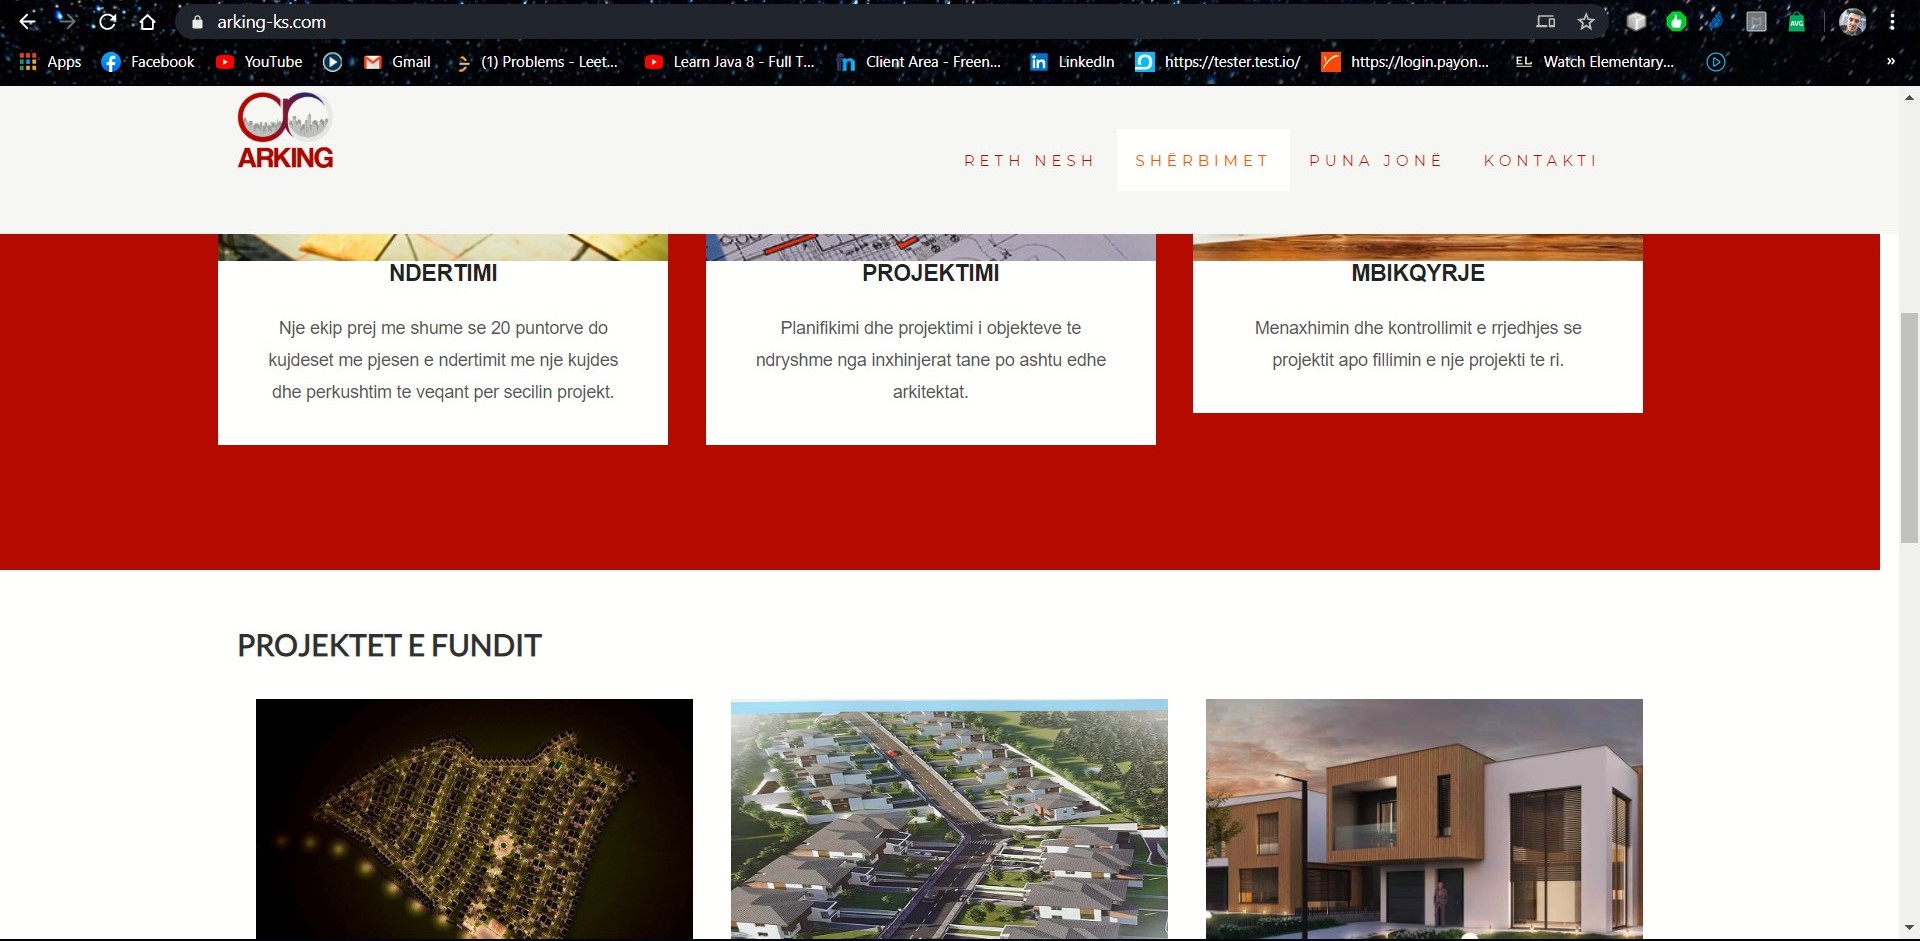 arking-ks.com
Apps
Facebook
YouTube
Gmail
(1) Problems - Leet...
Learn Java 8 - Full T...
Client Area - Freen...
LinkedIn
https://tester.test.io/
https://login.payon...
EL
Watch Elementary...
»
ARKING
RETH NESH
SHËRBIMET
PUNA JONË
KONTAKTI
NDERTIMI
Nje ekip prej me shume se 20 puntorve do
kujdeset me pjesen e ndertimit me nje kujdes
dhe perkushtim te veqant per secilin projekt.
PROJEKTIMI
Planifikimi dhe projektimi i objekteve te
ndryshme nga inxhinjerat tane po ashtu edhe
arkitektat.
MBIKQYRJE
Menaxhimin dhe kontrollimit e rrjedhjes se
projektit apo fillimin e nje projekti te ri.
PROJEKTET E FUNDIT